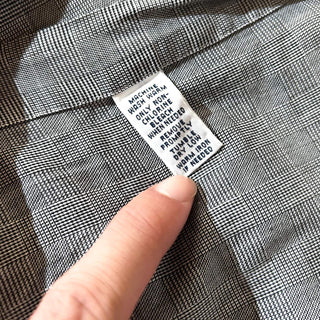 MACHINE
WASH WARM
ONLY NON-
CHLORINE
BLEACH
WHEN NEEDED
REMOVE
PROMPTLY
TUMBLE
DRY LOW
WARM IRON
IF NEEDED